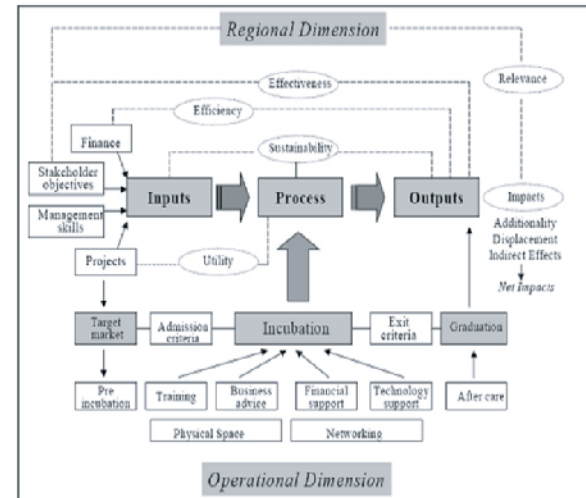 Regional Dimension
Relevance
Effectiveness
Efficiency
Finance
Sustainability
Stakeholder
objectives
Inputs
Process
Outputs
Impacts
Management
skills
Additionality
Displacement
Indirect Effects
Net Impacts
Projects
Utility
Target
market
Admission
criteria
Incubation
Exit
criteria
Graduation
Pre
incubation
Training
Business
advice
Financial
support
Technology
support
After care
Physical Space
Networking
Operational Dimension